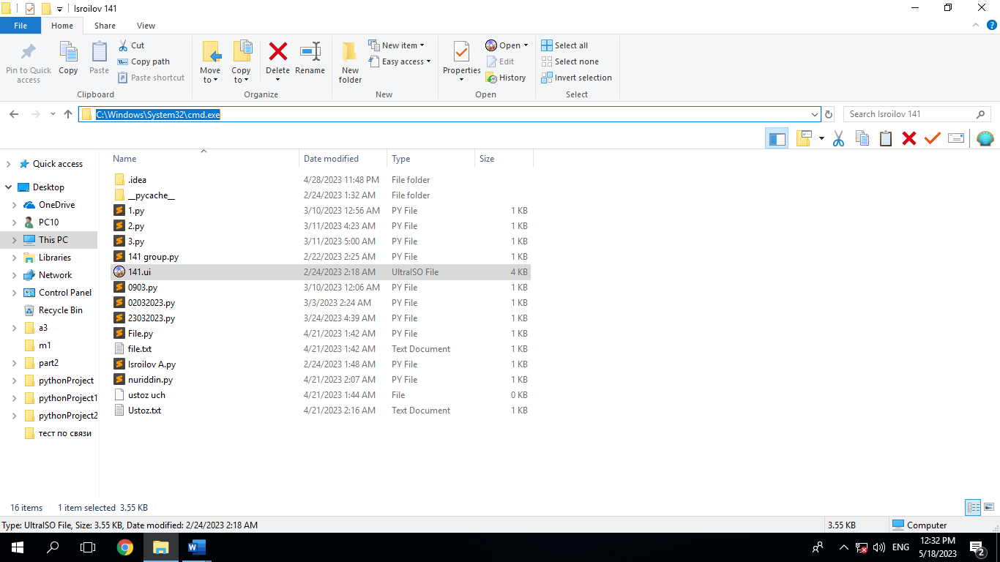 Isroilov 141
File Home Share View
Pin to Quick access
Copy
Paste
Cut
Copy path
Paste shortcut
Clipboard
Move to
Copy to
Delete
Rename
Organize
New folder
New item
Easy access
New
Properties
Open
Edit
History
Open
Select all
Select none
Invert selection
Select
C:\Windows\System32\cmd.exe
Search Isroilov 141
Quick access
Desktop
OneDrive
PC10
This PC
Libraries
Network
Control Panel
Recycle Bin
a3
m1
part2
pythonProject
pythonProject1
pythonProject2
тест по связи
Name Date modified Type Size
.idea 4/28/2023 11:48 PM File folder
__pycache__ 2/24/2023 1:32 AM File folder
1.py 3/10/2023 12:56 AM PY File 1 KB
2.py 3/11/2023 4:23 AM PY File 1 KB
3.py 3/11/2023 5:00 AM PY File 1 KB
141 group.py 2/22/2023 2:25 AM PY File 1 KB
141.ui 2/24/2023 2:18 AM UltraISO File 4 KB
0903.py 3/10/2023 12:06 AM PY File 1 KB
02032023.py 3/3/2023 2:24 AM PY File 1 KB
23032023.py 3/24/2023 4:39 AM PY File 1 KB
File.py 4/21/2023 1:42 AM PY File 1 KB
file.txt 4/21/2023 1:42 AM Text Document 1 KB
Isroilov A.py 2/24/2023 1:48 AM PY File 1 KB
nuriddin.py 4/21/2023 2:07 AM PY File 1 KB
ustoz uch 4/21/2023 1:44 AM File 0 KB
Ustoz.txt 4/21/2023 2:16 AM Text Document 1 KB
16 items 1 item selected 3.55 KB
Type: UltraISO File, Size: 3.55 KB, Date modified: 2/24/2023 2:18 AM 3.55 KB Computer
ENG
12:32 PM
5/18/2023
2